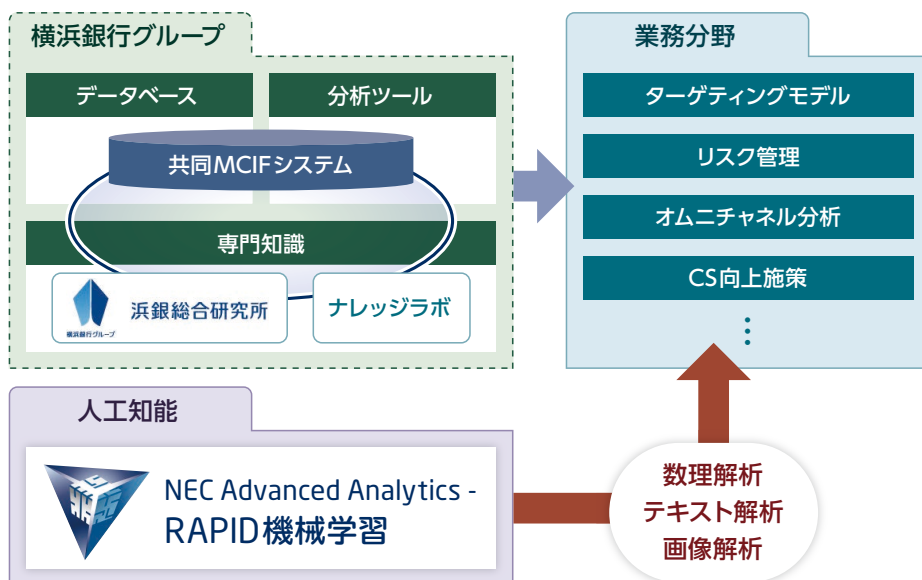 横浜銀行グループ
データベース
分析ツール
共同MCIFシステム
専門知識
横浜銀行グループ
浜銀総合研究所
ナレッジラボ
業務分野
ターゲティングモデル
リスク管理
オムニチャネル分析
CS向上施策
⋮
人工知能
NEC Advanced Analytics -
RAPID機械学習
数理解析
テキスト解析
画像解析